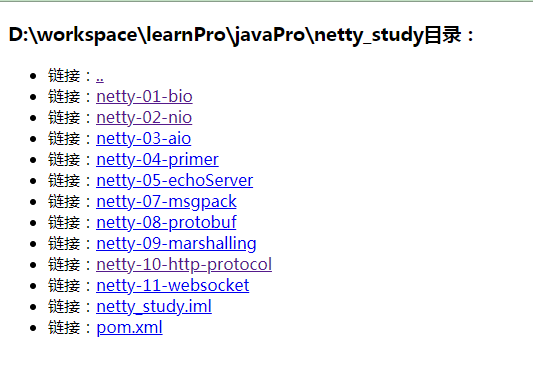 D:\workspace\learnPro\javaPro\netty_study目录：
链接：..
链接：netty-01-bio
链接：netty-02-nio
链接：netty-03-aio
链接：netty-04-primer
链接：netty-05-echoServer
链接：netty-07-msgpack
链接：netty-08-protobuf
链接：netty-09-marshalling
链接：netty-10-http-protocol
链接：netty-11-websocket
链接：netty_study.iml
链接：pom.xml